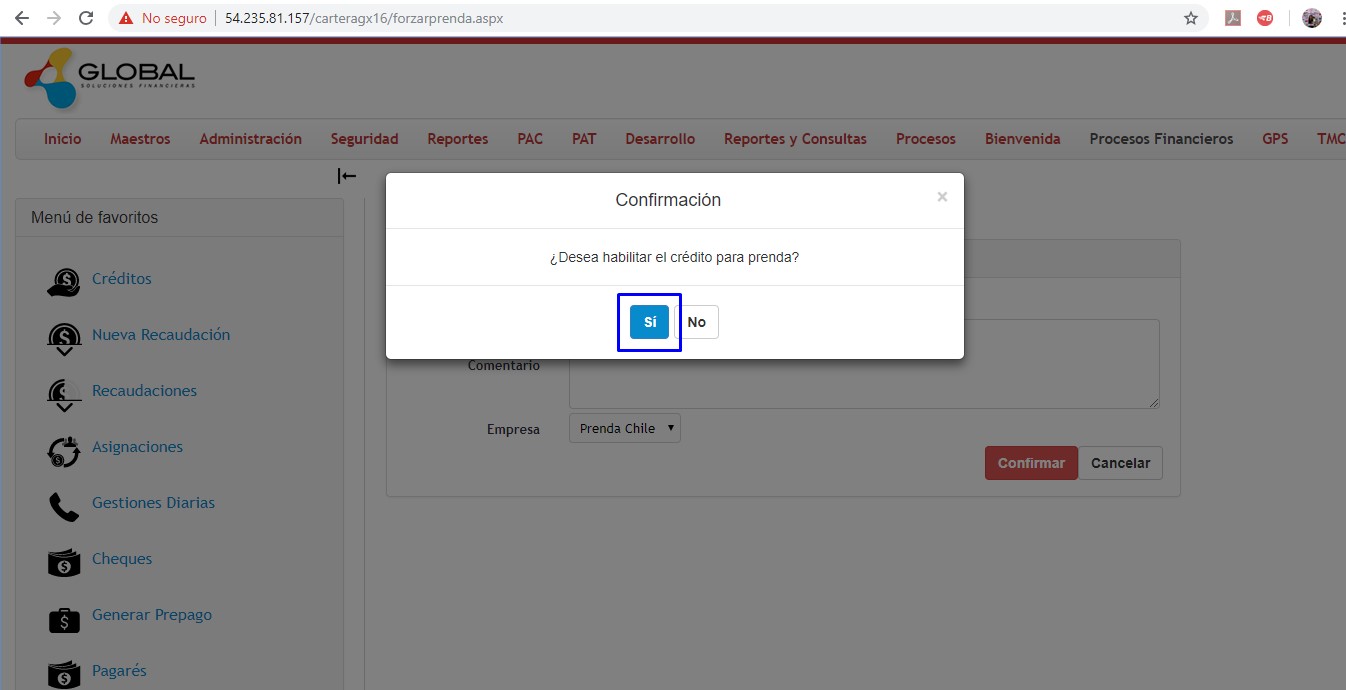 No seguro
54.235.81.157/carteragx16/forzarprenda.aspx
GLOBAL
SOLUCIONES FINANCIERAS
Inicio Maestros Administración Seguridad Reportes PAC PAT Desarrollo Reportes y Consultas Procesos Bienvenida Procesos Financieros GPS TMC
Menú de favoritos
Créditos
Nueva Recaudación
Recaudaciones
Asignaciones
Gestiones Diarias
Cheques
Generar Prepago
Pagarés
Confirmación
×
¿Desea habilitar el crédito para prenda?
Sí No
Comentario
Empresa Prenda Chile
Confirmar Cancelar